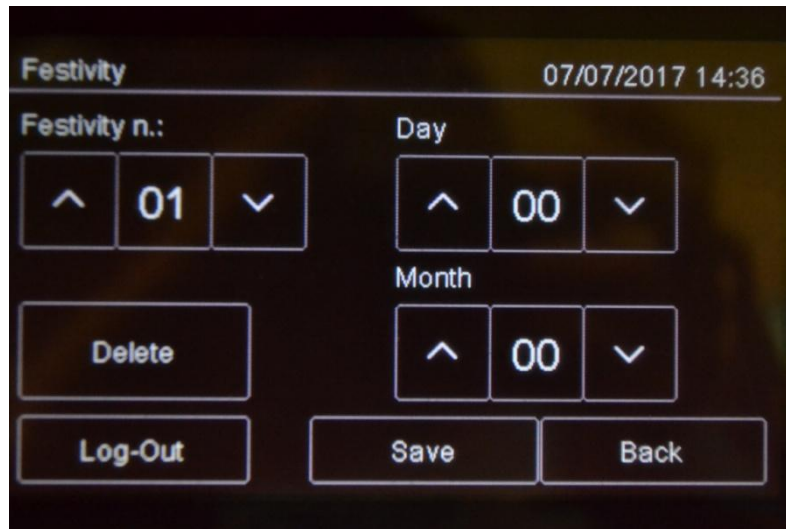 Festivity 07/07/2017 14:36
Festivity n.: Day
01 00
Month
Delete 00
Log-Out Save Back